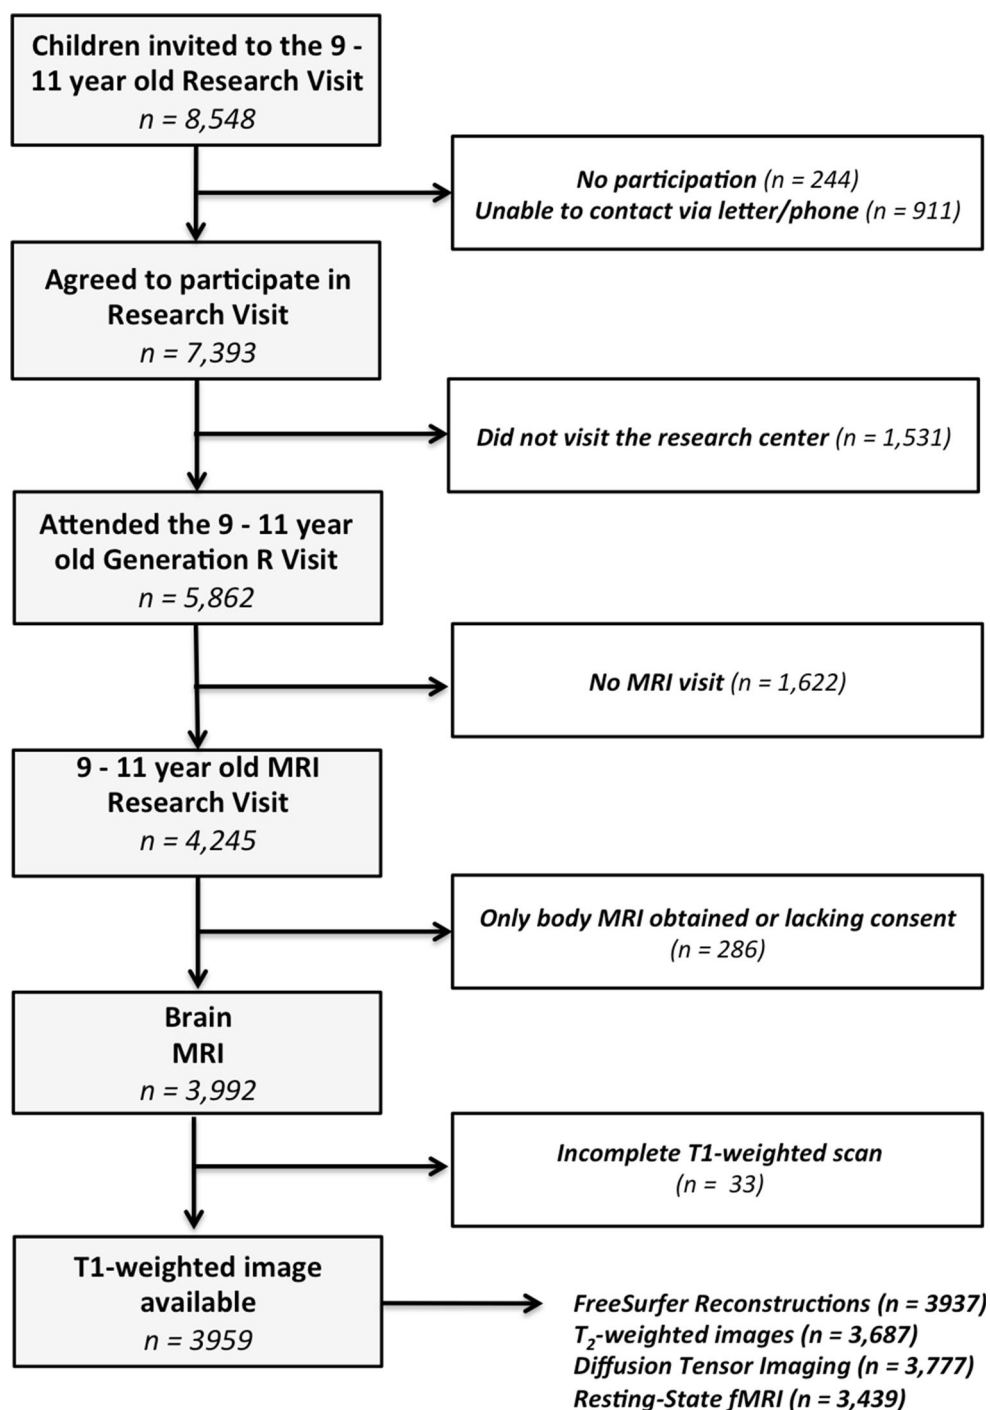 Children invited to the 9 -
11 year old Research Visit
n = 8,548
No participation (n = 244)
Unable to contact via letter/phone (n = 911)
Agreed to participate in
Research Visit
n = 7,393
Did not visit the research center (n = 1,531)
Attended the 9 - 11 year
old Generation R Visit
n = 5,862
No MRI visit (n = 1,622)
9 - 11 year old MRI
Research Visit
n = 4,245
Only body MRI obtained or lacking consent
(n = 286)
Brain
MRI
n = 3,992
Incomplete T1-weighted scan
(n =  33)
T1-weighted image
available
n = 3959
FreeSurfer Reconstructions (n = 3937)
T₂-weighted images (n = 3,687)
Diffusion Tensor Imaging (n = 3,777)
Resting-State fMRI (n = 3,439)